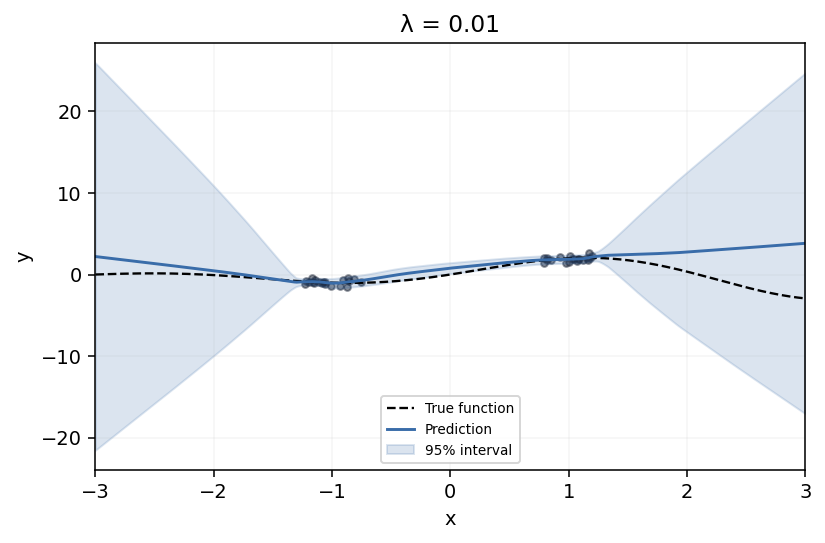 λ = 0.01
y
20
10
0
−10
−20
True function
Prediction
95% interval
−3 −2 −1 0 1 2 3
x